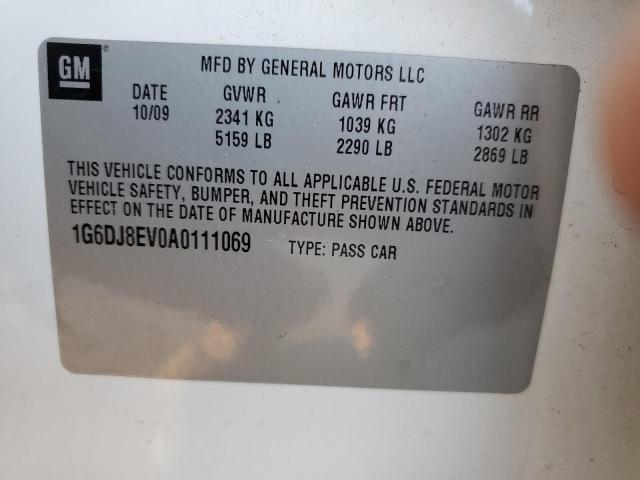 GM ®
MFD BY GENERAL MOTORS LLC
DATE GVWR GAWR FRT GAWR RR
10/09 2341 KG 1039 KG 1302 KG
5159 LB 2290 LB 2869 LB
THIS VEHICLE CONFORMS TO ALL APPLICABLE U.S. FEDERAL MOTOR
VEHICLE SAFETY, BUMPER, AND THEFT PREVENTION STANDARDS IN
EFFECT ON THE DATE OF MANUFACTURE SHOWN ABOVE.
1G6DJ8EV0A0111069 TYPE: PASS CAR